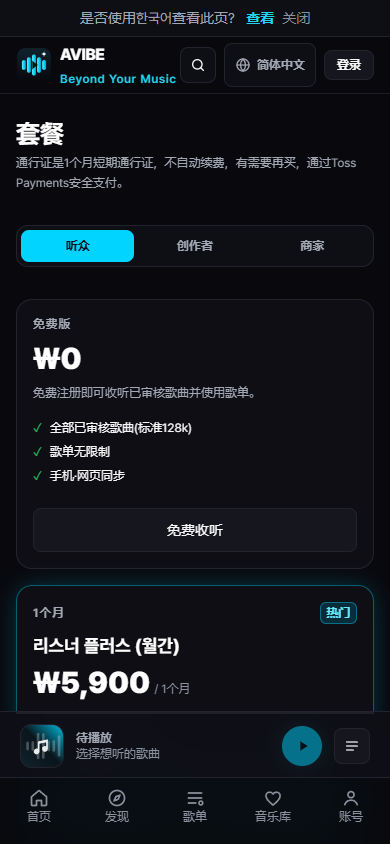 是否使用한국어查看此页? 查看 关闭
AVIBE
Beyond Your Music
简体中文
登录
套餐
通行证是1个月短期通行证，不自动续费，有需要再买，通过Toss
Payments安全支付。
听众 创作者 商家
免费版
₩0
免费注册即可收听已审核歌曲并使用歌单。
✓ 全部已审核歌曲(标准128k)
✓ 歌单无限制
✓ 手机·网页同步
免费收听
1个月 热门
리스너 플러스 (월간)
₩5,900 / 1个月
待播放
选择想听的歌曲
首页 发现 歌单 音乐库 账号